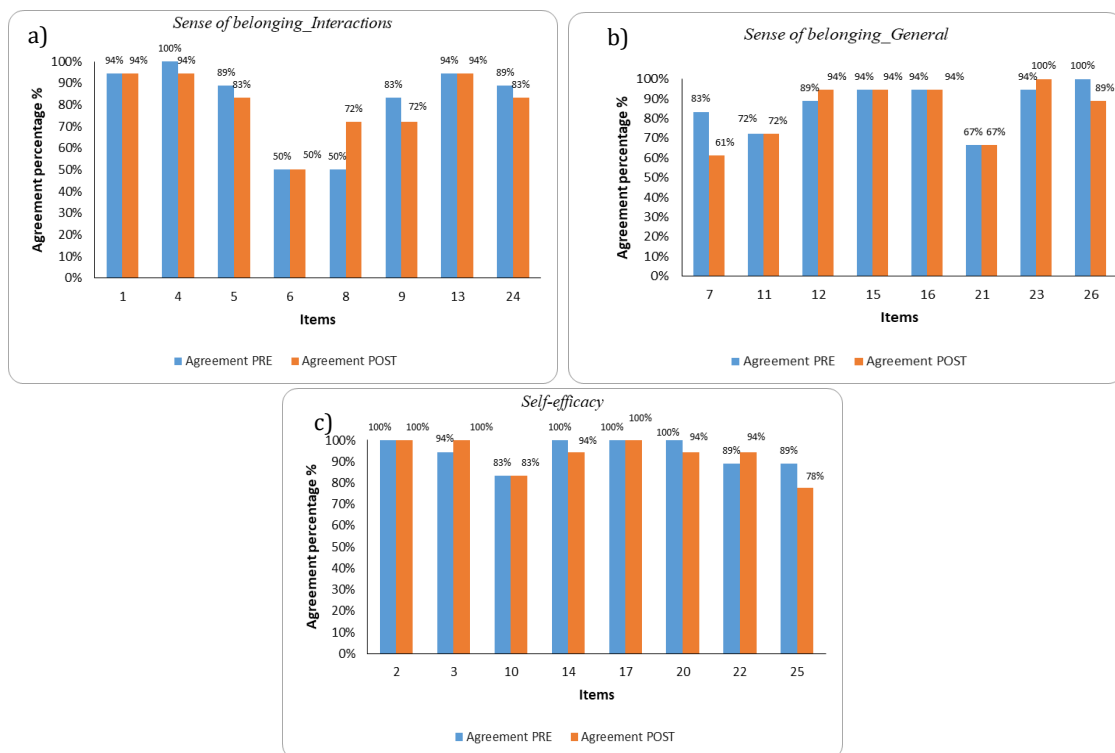 a)
Sense of belonging_Interactions
Agreement percentage %
100%
90%
80%
70%
60%
50%
40%
30%
20%
10%
0%
94% 94% 100% 94% 89% 83% 50% 50% 50% 72% 83% 72% 94% 94% 89% 83%
1 4 5 6 8 9 13 24
Items
Agreement PRE Agreement POST
b)
Sense of belonging_General
Agreement percentage %
100%
90%
80%
70%
60%
50%
40%
30%
20%
10%
0%
83% 61% 72% 72% 89% 94% 94% 94% 94% 94% 67% 67% 94% 100% 100% 89%
7 11 12 15 16 21 23 26
Items
Agreement PRE Agreement POST
c)
Self-efficacy
Agreement percentage %
100%
90%
80%
70%
60%
50%
40%
30%
20%
10%
0%
100% 100% 94% 100% 83% 83% 100% 94% 100% 100% 100% 94% 89% 94% 89% 78%
2 3 10 14 17 20 22 25
Items
Agreement PRE Agreement POST